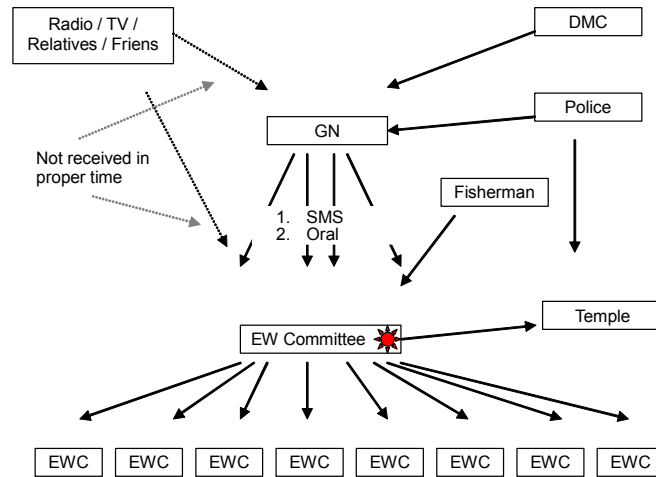 Radio / TV /
Relatives / Friens
DMC
Police
GN
Not received in
proper time
Fisherman
1. SMS
2. Oral
Temple
EW Committee
EWC EWC EWC EWC EWC EWC EWC EWC